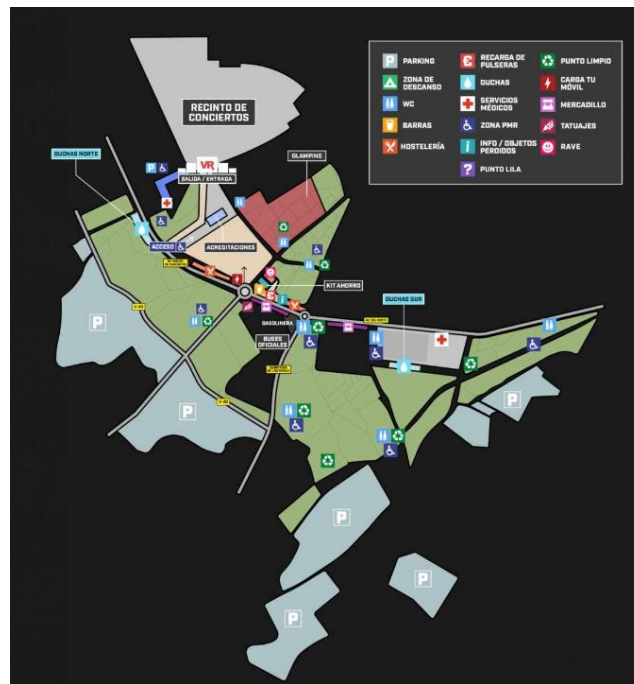 RECINTO DE
CONCIERTOS
PARKING
ZONA DE
DESCANSO
WC
BARRAS
HOSTELERÍA
RECARGA DE
PULSERAS
DUCHAS
SERVICIOS
MÉDICOS
ZONA PMR
INFO / OBJETOS
PERDIDOS
PUNTO LILA
PUNTO LIMPIO
CARGA TU
MÓVIL
MERCADILLO
TATUAJES
RAVE
DUCHAS NORTE
VR
SALIDA / ENTRADA
GLAMPING
ACCESO
ACREDITACIONES
KIT AHORRO
DUCHAS SUR
GASOLINERA
BUSES
OFICIALES
P
P
P
P
P
P